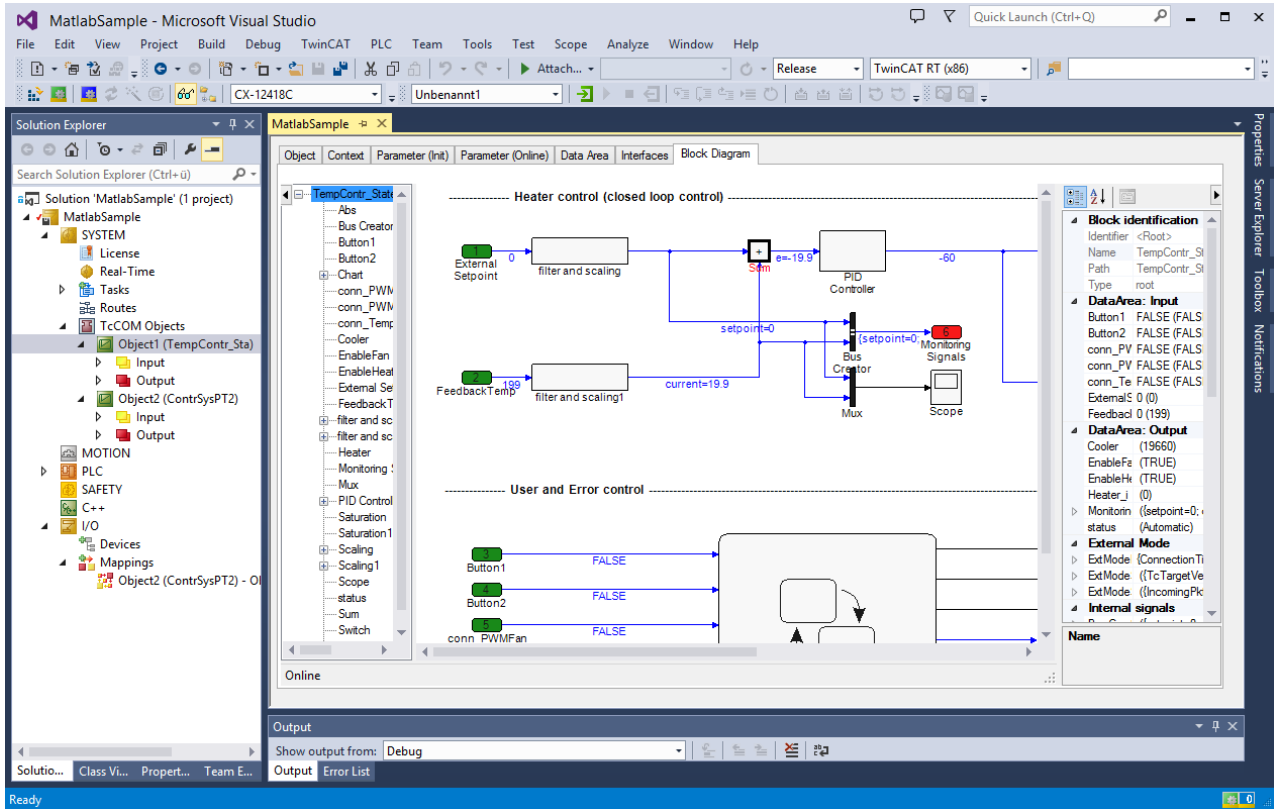 MatlabSample - Microsoft Visual Studio
Quick Launch (Ctrl+Q)
File Edit View Project Build Debug TwinCAT PLC Team Tools Test Scope Analyze Window Help
Attach... Release TwinCAT RT (x86)
CX-12418C Unbenannt1
Solution Explorer
Search Solution Explorer (Ctrl+ü)
Solution 'MatlabSample' (1 project)
MatlabSample
SYSTEM
License
Real-Time
Tasks
Routes
TcCOM Objects
Object1 (TempContr_Sta)
Input
Output
Object2 (ContrSysPT2)
Input
Output
MOTION
PLC
SAFETY
C++
I/O
Devices
Mappings
Object2 (ContrSysPT2) - Ol
Solutio... Class Vi... Propert... Team E...
MatlabSample
Object Context Parameter (Init) Parameter (Online) Data Area Interfaces Block Diagram
TempContr_State
Abs
Bus Creator
Button1
Button2
Chart
conn_PWM
conn_PWM
conn_Temp
Cooler
EnableFan
EnableHeat
External Set
FeedbackT
filter and sc
filter and sc
Heater
Monitoring S
Mux
PID Control
Saturation
Saturation1
Scaling
Scaling1
Scope
status
Sum
Switch
Online
Heater control (closed loop control)
1
External
Setpoint
0
filter and scaling
+
Sum
e=-19.9
PID
Controller
-60
setpoint=0
{setpoint=0;
6
Monitoring
Signals
Bus
Creator
2
FeedbackTemp
199
filter and scaling1
current=19.9
Mux
Scope
User and Error control
3
Button1
FALSE
4
Button2
FALSE
5
conn_PWMFan
FALSE
Block identification
Identifier <Root>
Name TempContr_St
Path TempContr_St
Type root
DataArea: Input
Button1 FALSE (FALS
Button2 FALSE (FALS
conn_PV FALSE (FALS
conn_PV FALSE (FALS
conn_Te FALSE (FALS
ExternalS 0 (0)
Feedbacl 0 (199)
DataArea: Output
Cooler (19660)
EnableFa (TRUE)
EnableHe (TRUE)
Heater_i (0)
Monitorin ({setpoint=0;
status (Automatic)
External Mode
ExtMode {ConnectionTi
ExtMode ({TcTargetVe
ExtMode ({IncomingPk
Internal signals
Name
Properties
Server Explorer
Toolbox
Notifications
Output
Show output from: Debug
Output Error List
Ready
0